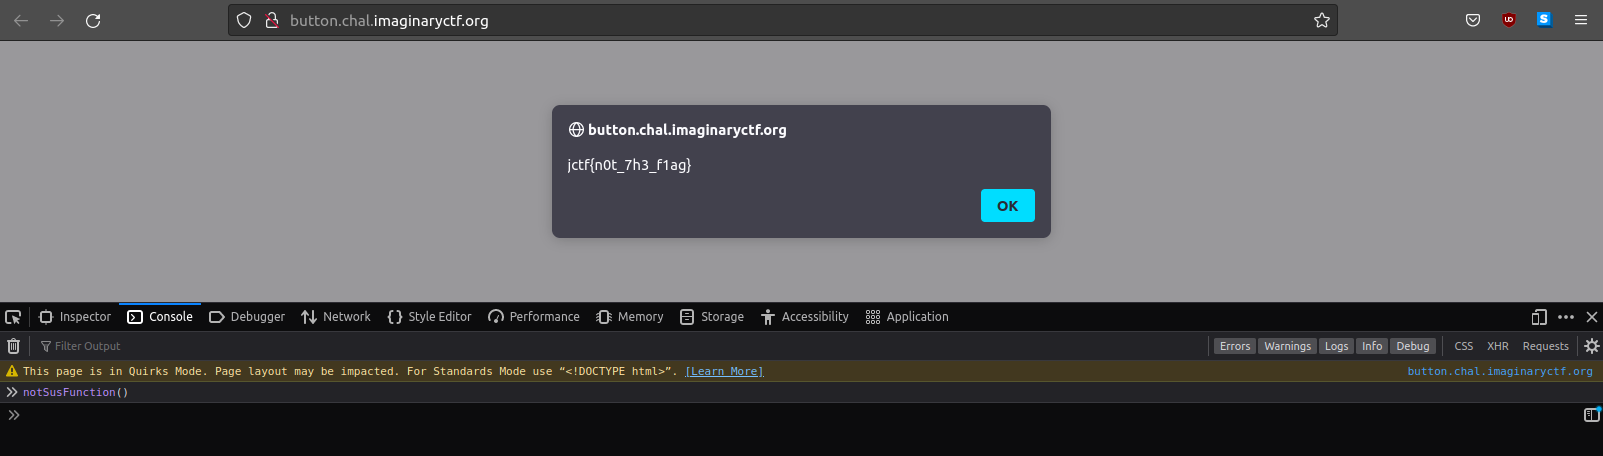 button.chal.imaginaryctf.org
button.chal.imaginaryctf.org
jctf{n0t_7h3_f1ag}
OK
Inspector Console Debugger Network Style Editor Performance Memory Storage Accessibility Application
Filter Output Errors Warnings Logs Info Debug CSS XHR Requests
This page is in Quirks Mode. Page layout may be impacted. For Standards Mode use “<!DOCTYPE html>”. [Learn More] button.chal.imaginaryctf.org
notSusFunction()